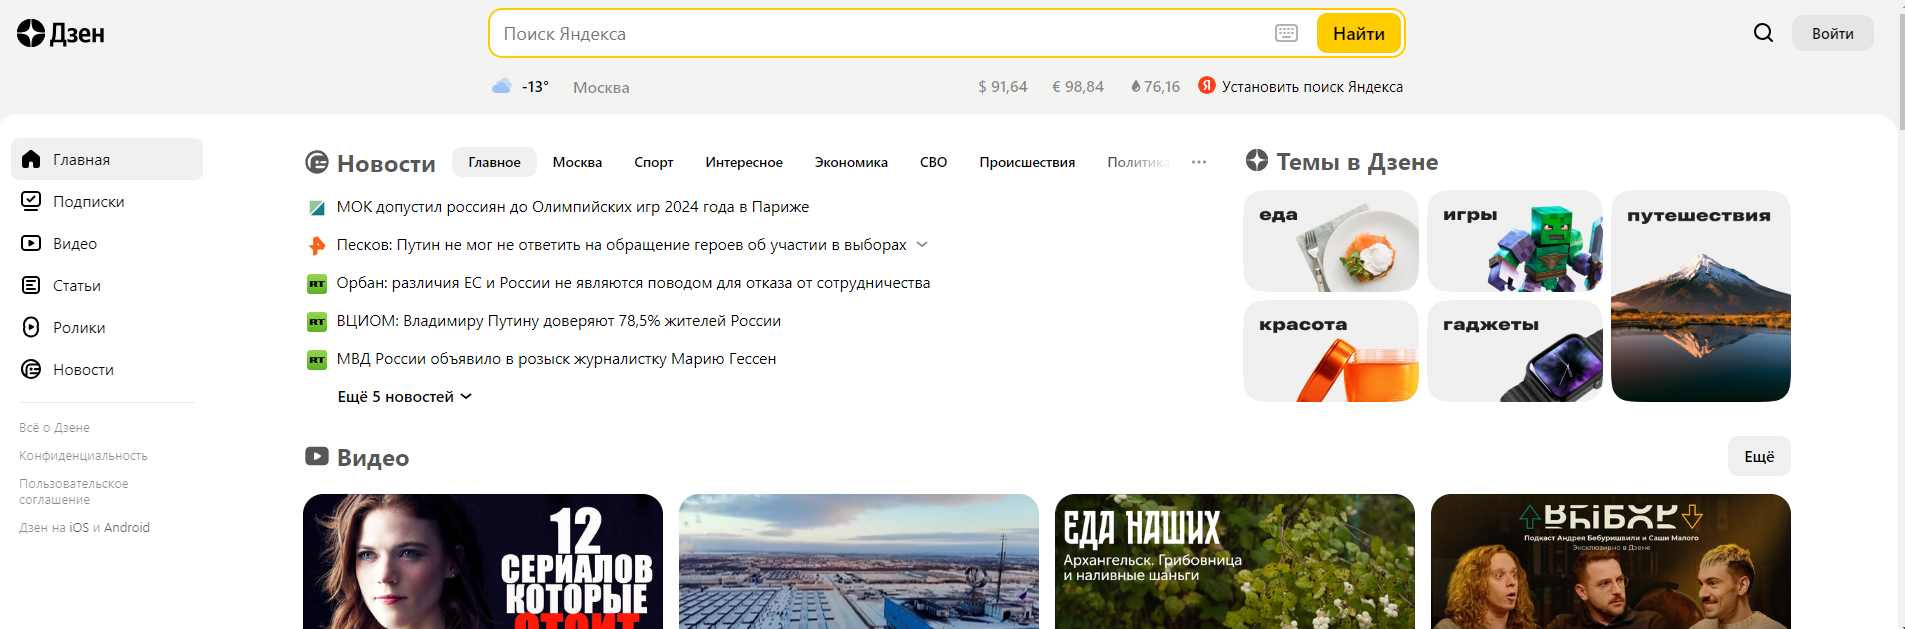 Дзен
Поиск Яндекса
Найти
Войти
-13°
Москва
$ 91,64
€ 98,84
76,16
Я
Установить поиск Яндекса
Главная
Подписки
Видео
Статьи
Ролики
Новости
Всё о Дзене
Конфиденциальность
Пользовательское
соглашение
Дзен на iOS и Android
Новости
Главное
Москва
Спорт
Интересное
Экономика
СВО
Происшествия
Политика
МОК допустил россиян до Олимпийских игр 2024 года в Париже
Песков: Путин не мог не ответить на обращение героев об участии в выборах
RT Орбан: различия ЕС и России не являются поводом для отказа от сотрудничества
RT ВЦИОМ: Владимиру Путину доверяют 78,5% жителей России
RT МВД России объявило в розыск журналистку Марию Гессен
Ещё 5 новостей
Темы в Дзене
еда
игры
путешествия
красота
гаджеты
Видео
Ещё
12
СЕРИАЛОВ
КОТОРЫЕ
СТОИТ
ЕДА НАШИХ
Архангельск. Грибовница
и наливные шаньги
ВЫБОР
Подкаст Андрея Бебуришвили и Саши Малого
Эксклюзивно в Дзене